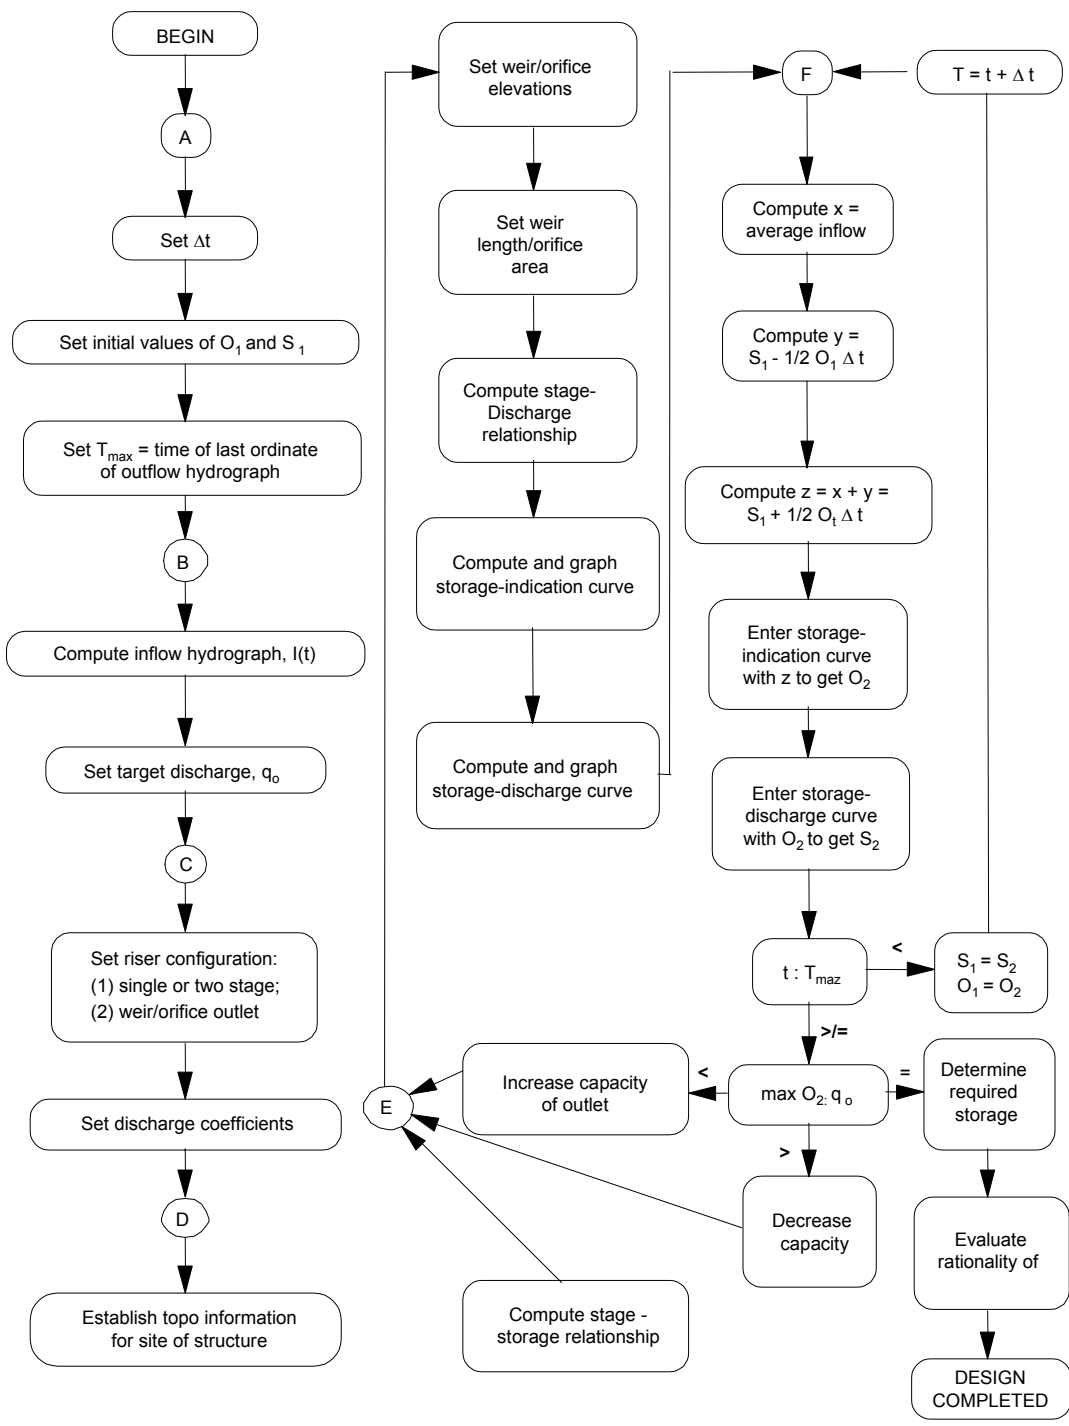 BEGIN
A
Set Δt
Set initial values of O1 and S1
Set Tmax = time of last ordinate
of outflow hydrograph
B
Compute inflow hydrograph, I(t)
Set target discharge, qo
C
Set riser configuration:
(1) single or two stage;
(2) weir/orifice outlet
Set discharge coefficients
D
Establish topo information
for site of structure
Set weir/orifice
elevations
Set weir
length/orifice
area
Compute stage-
Discharge
relationship
Compute and graph
storage-indication curve
Compute and graph
storage-discharge curve
E
Increase capacity
of outlet
Compute stage -
storage relationship
F
T = t + Δ t
Compute x =
average inflow
Compute y =
S1 - 1/2 O1 Δ t
Compute z = x + y =
S1 + 1/2 Ot Δ t
Enter storage-
indication curve
with z to get O2
Enter storage-
discharge curve
with O2 to get S2
t : Tmaz
<
S1 = S2
O1 = O2
>/=
<
max O2: qo
=
Determine
required
storage
>
Decrease
capacity
Evaluate
rationality of
DESIGN
COMPLETED